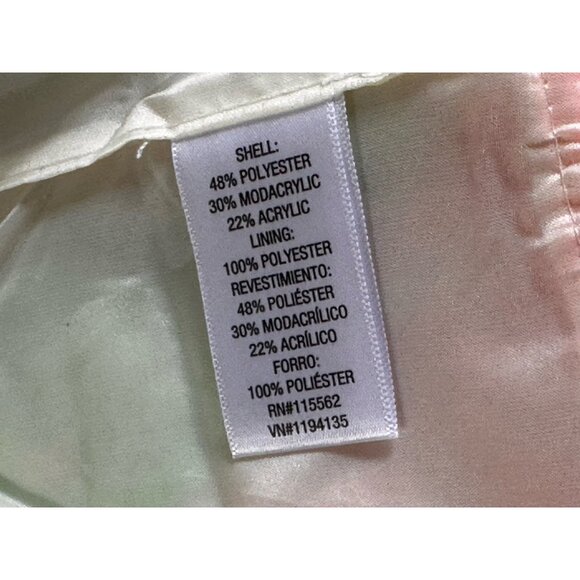 SHELL:
48% POLYESTER
30% MODACRYLIC
22% ACRYLIC
LINING:
100% POLYESTER
REVESTIMIENTO:
48% POLIÉSTER
30% MODACRÍLICO
22% ACRÍLICO
FORRO:
100% POLIÉSTER
RN#115562
VN#1194135